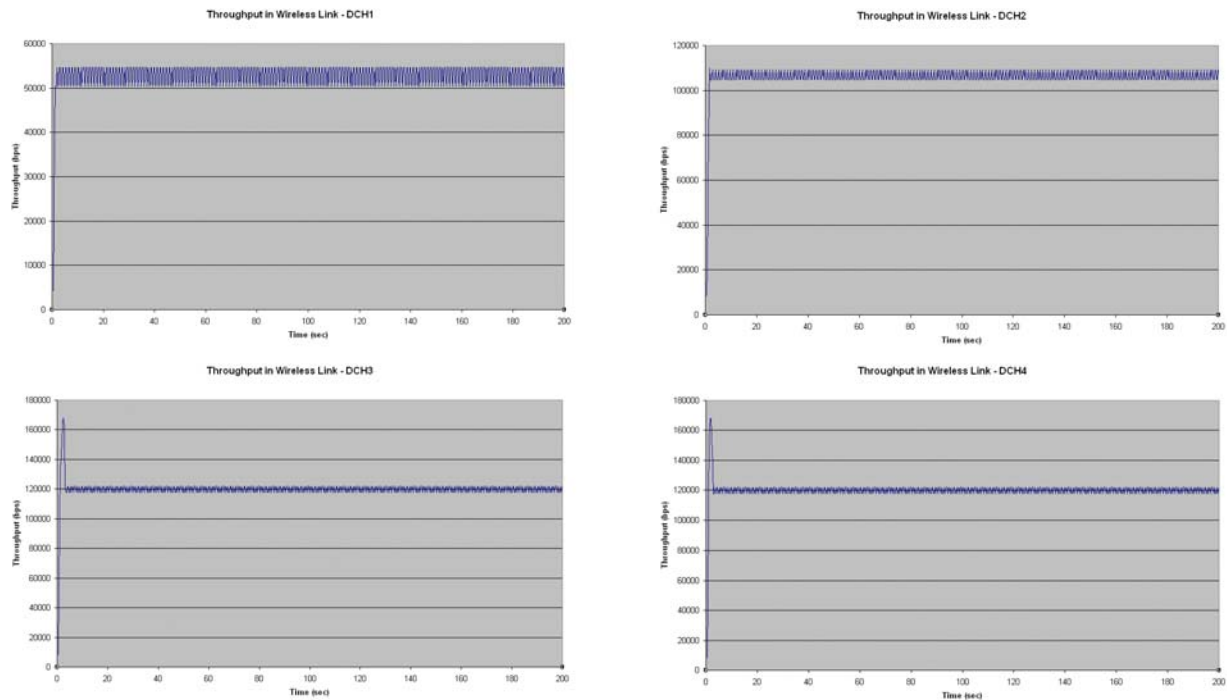 Throughput in Wireless Link - DCH1
60000
50000
40000
30000
20000
10000
0
Throughput (bps)
0 20 40 60 80 100 120 140 160 180 200
Time (sec)
Throughput in Wireless Link - DCH2
120000
100000
80000
60000
40000
20000
0
Throughput (bps)
0 20 40 60 80 100 120 140 160 180 200
Time (sec)
Throughput in Wireless Link - DCH3
180000
160000
140000
120000
100000
80000
60000
40000
20000
0
Throughput (bps)
0 20 40 60 80 100 120 140 160 180 200
Time (sec)
Throughput in Wireless Link - DCH4
180000
160000
140000
120000
100000
80000
60000
40000
20000
0
Throughput (bps)
0 20 40 60 80 100 120 140 160 180 200
Time (sec)